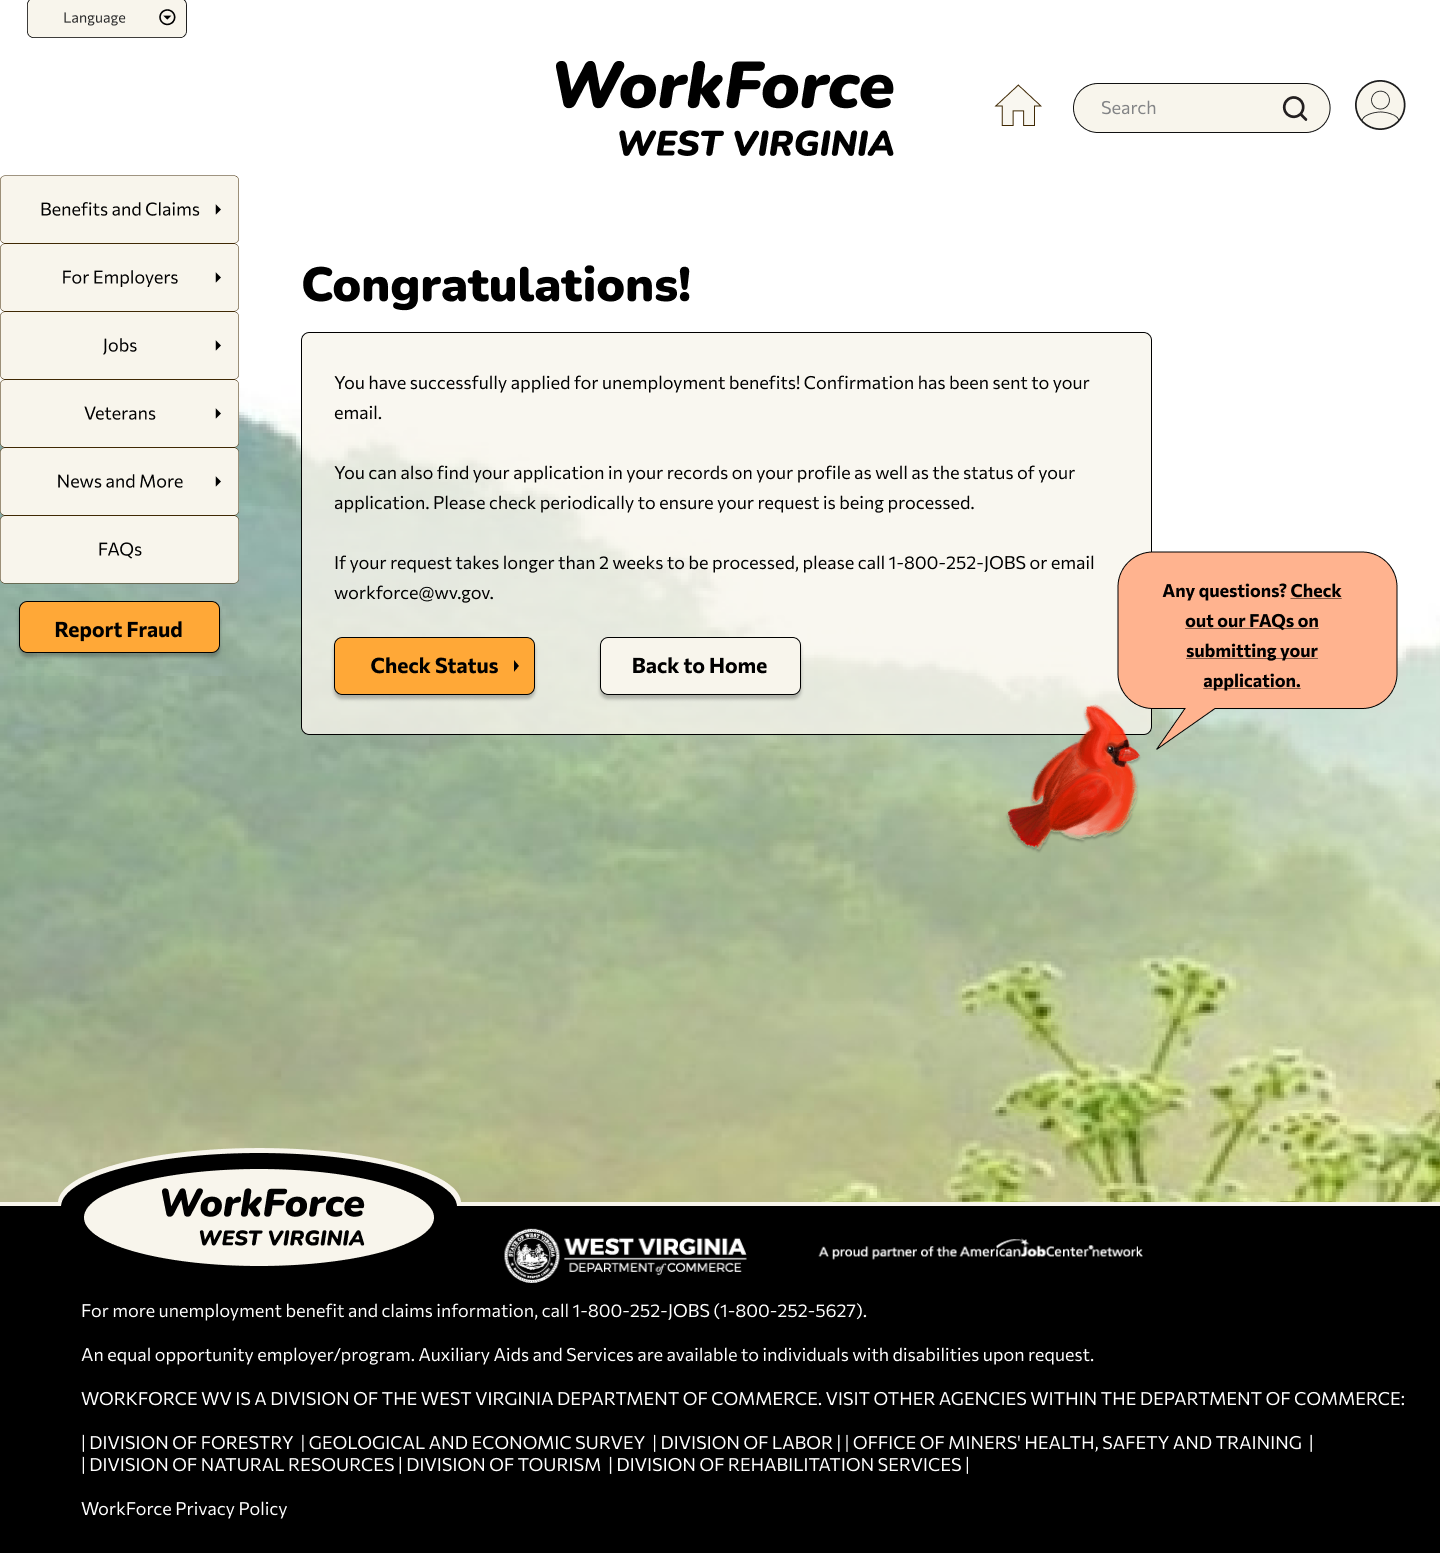 Language
WorkForce
WEST VIRGINIA
Search
Benefits and Claims
For Employers
Jobs
Veterans
News and More
FAQs
Report Fraud
Congratulations!
You have successfully applied for unemployment benefits! Confirmation has been sent to your
email.
You can also find your application in your records on your profile as well as the status of your
application. Please check periodically to ensure your request is being processed.
If your request takes longer than 2 weeks to be processed, please call 1-800-252-JOBS or email
workforce@wv.gov.
Check Status
Back to Home
Any questions? Check
out our FAQs on
submitting your
application.
WorkForce
WEST VIRGINIA
WEST VIRGINIA
DEPARTMENT of COMMERCE
A proud partner of the AmericanJobCenter network
For more unemployment benefit and claims information, call 1-800-252-JOBS (1-800-252-5627).
An equal opportunity employer/program. Auxiliary Aids and Services are available to individuals with disabilities upon request.
WORKFORCE WV IS A DIVISION OF THE WEST VIRGINIA DEPARTMENT OF COMMERCE. VISIT OTHER AGENCIES WITHIN THE DEPARTMENT OF COMMERCE:
| DIVISION OF FORESTRY | GEOLOGICAL AND ECONOMIC SURVEY | DIVISION OF LABOR | | OFFICE OF MINERS' HEALTH, SAFETY AND TRAINING |
| DIVISION OF NATURAL RESOURCES | DIVISION OF TOURISM | DIVISION OF REHABILITATION SERVICES |
WorkForce Privacy Policy